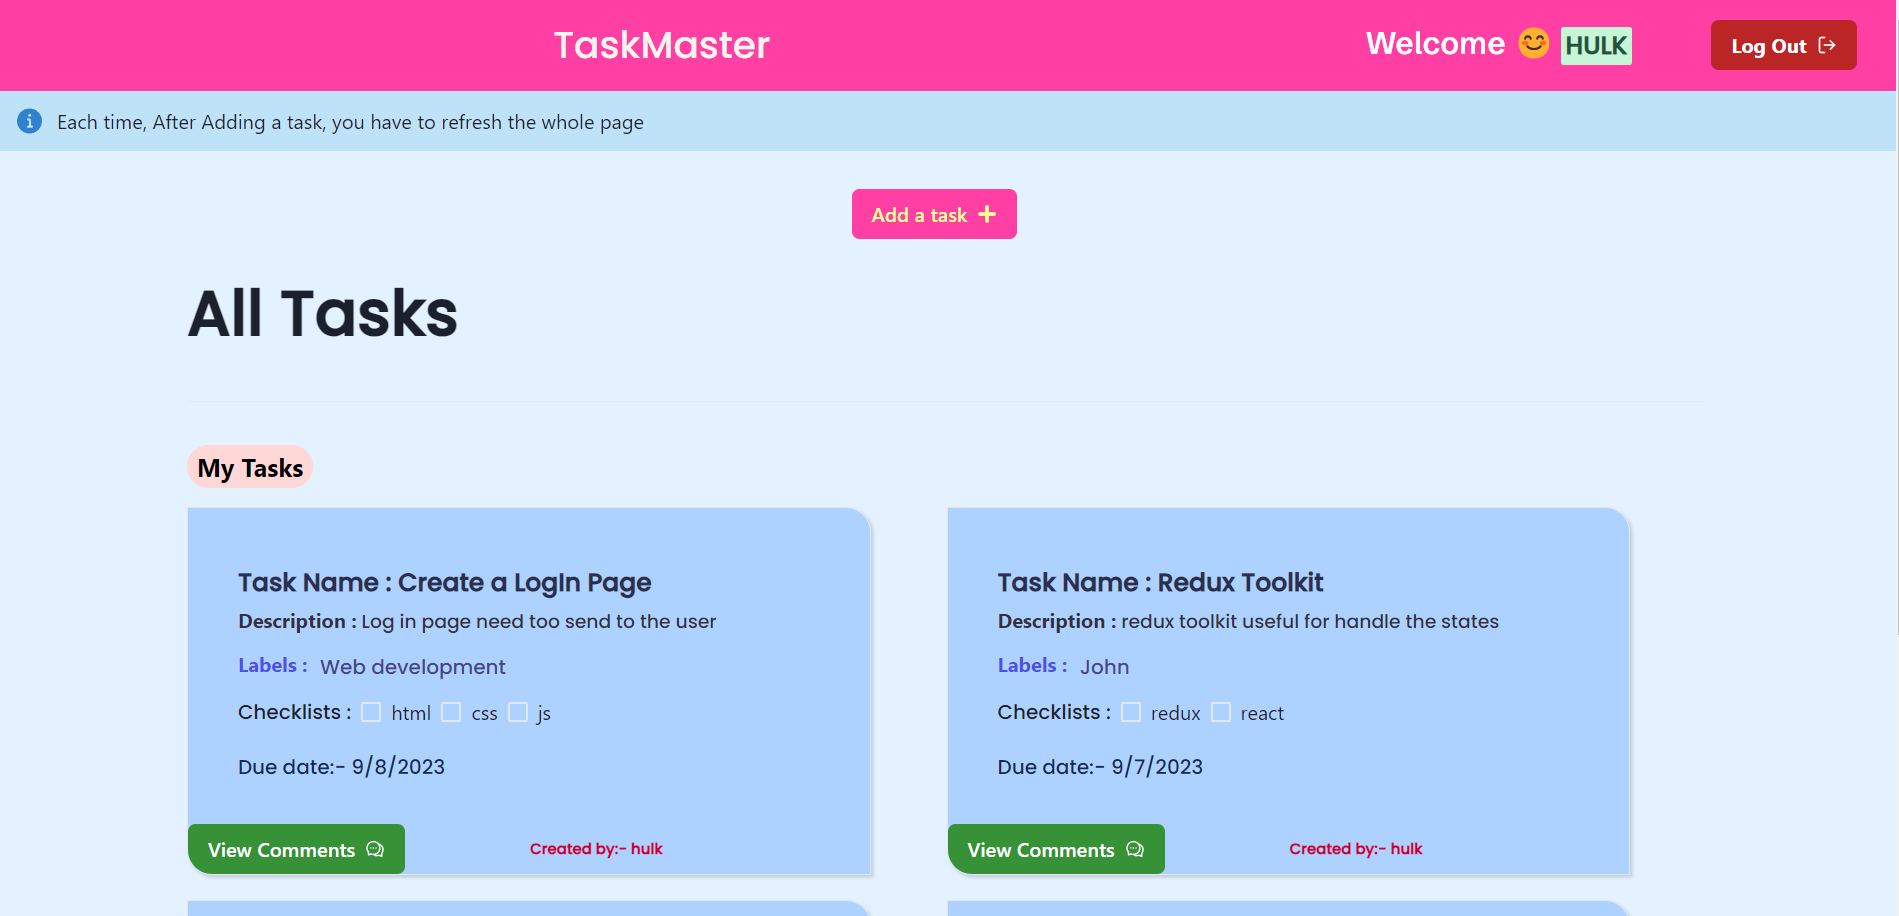 TaskMaster
Welcome 😊 HULK
Log Out
Each time, After Adding a task, you have to refresh the whole page
Add a task +
All Tasks
My Tasks
Task Name : Create a LogIn Page
Description : Log in page need too send to the user
Labels : Web development
Checklists : html css js
Due date:- 9/8/2023
View Comments
Created by:- hulk
Task Name : Redux Toolkit
Description : redux toolkit useful for handle the states
Labels : John
Checklists : redux react
Due date:- 9/7/2023
View Comments
Created by:- hulk